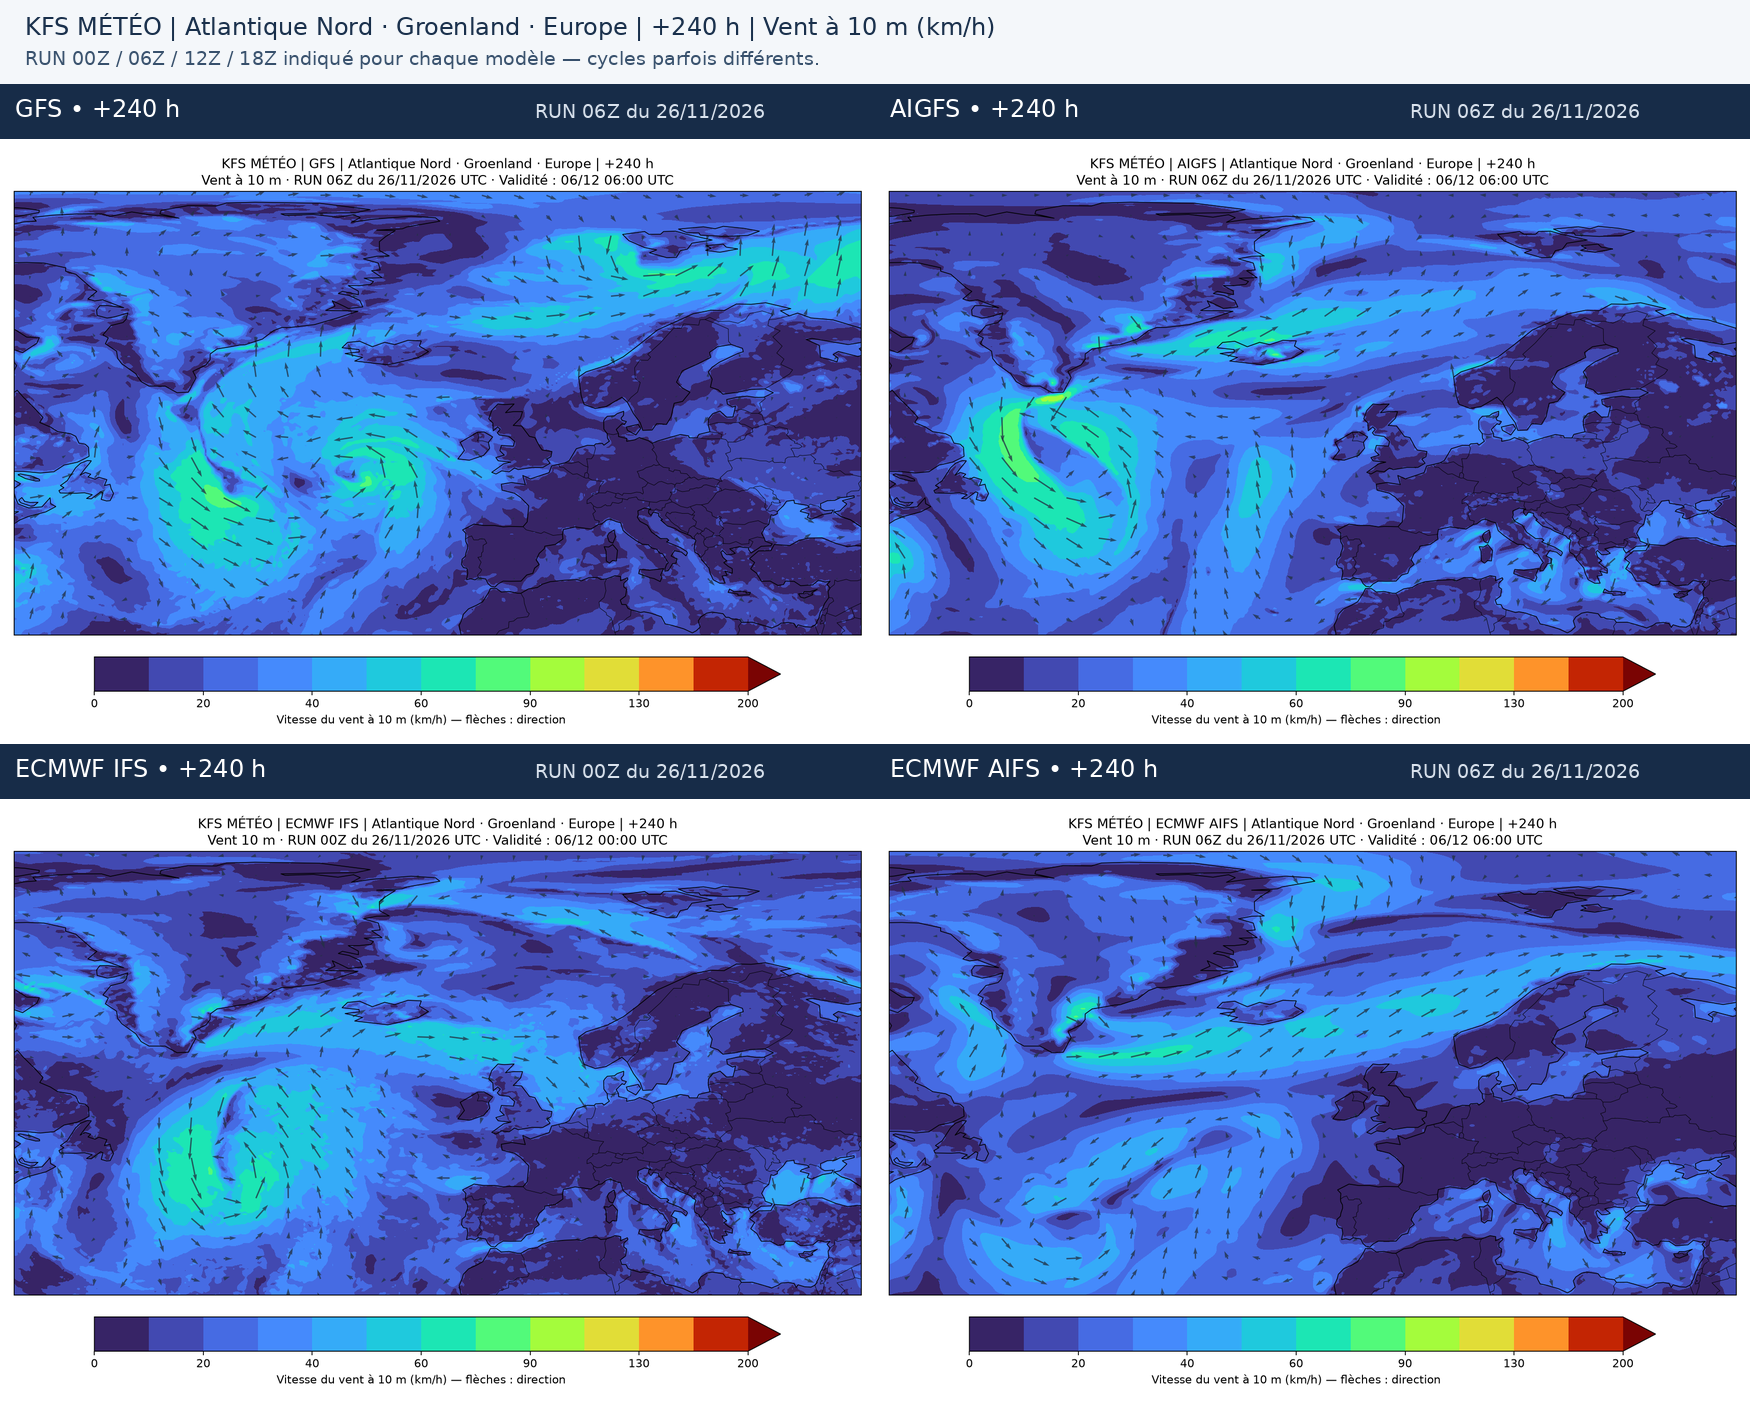 KFS MÉTÉO | Atlantique Nord · Groenland · Europe | +240 h | Vent à 10 m (km/h)
RUN 00Z / 06Z / 12Z / 18Z indiqué pour chaque modèle — cycles parfois différents.
GFS • +240 h
RUN 06Z du 26/11/2026
KFS MÉTÉO | GFS | Atlantique Nord · Groenland · Europe | +240 h
Vent à 10 m · RUN 06Z du 26/11/2026 UTC · Validité : 06/12 06:00 UTC
0 20 40 60 90 130 200
Vitesse du vent à 10 m (km/h) — flèches : direction
AIGFS • +240 h
RUN 06Z du 26/11/2026
KFS MÉTÉO | AIGFS | Atlantique Nord · Groenland · Europe | +240 h
Vent à 10 m · RUN 06Z du 26/11/2026 UTC · Validité : 06/12 06:00 UTC
0 20 40 60 90 130 200
Vitesse du vent à 10 m (km/h) — flèches : direction
ECMWF IFS • +240 h
RUN 00Z du 26/11/2026
KFS MÉTÉO | ECMWF IFS | Atlantique Nord · Groenland · Europe | +240 h
Vent 10 m · RUN 00Z du 26/11/2026 UTC · Validité : 06/12 00:00 UTC
0 20 40 60 90 130 200
Vitesse du vent à 10 m (km/h) — flèches : direction
ECMWF AIFS • +240 h
RUN 06Z du 26/11/2026
KFS MÉTÉO | ECMWF AIFS | Atlantique Nord · Groenland · Europe | +240 h
Vent 10 m · RUN 06Z du 26/11/2026 UTC · Validité : 06/12 06:00 UTC
0 20 40 60 90 130 200
Vitesse du vent à 10 m (km/h) — flèches : direction